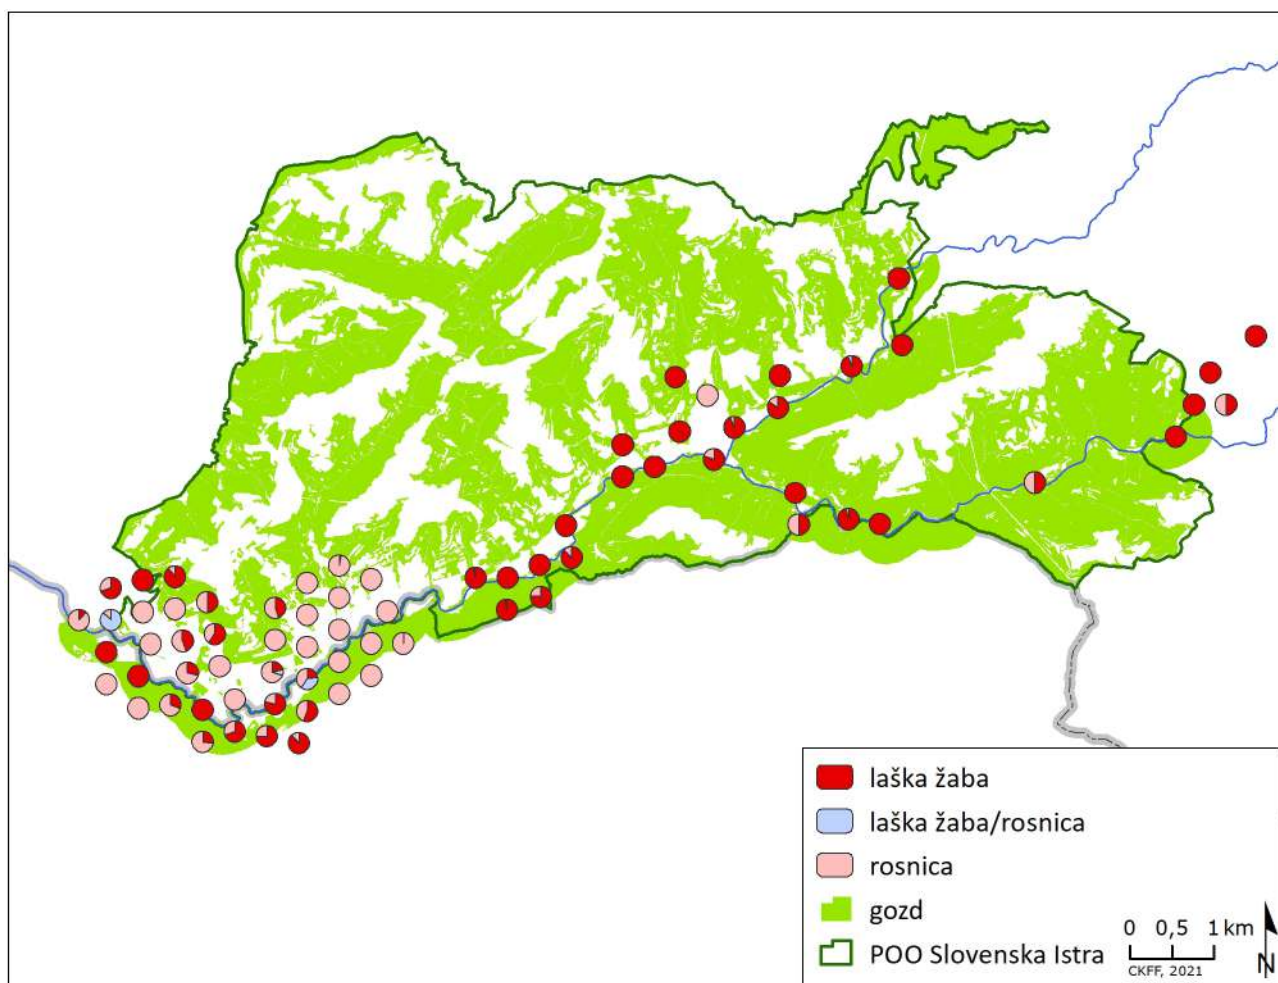 laška žaba
laška žaba/rosnica
rosnica
gozd
POO Slovenska Istra
0 0,5 1 km
CKFF, 2021
N